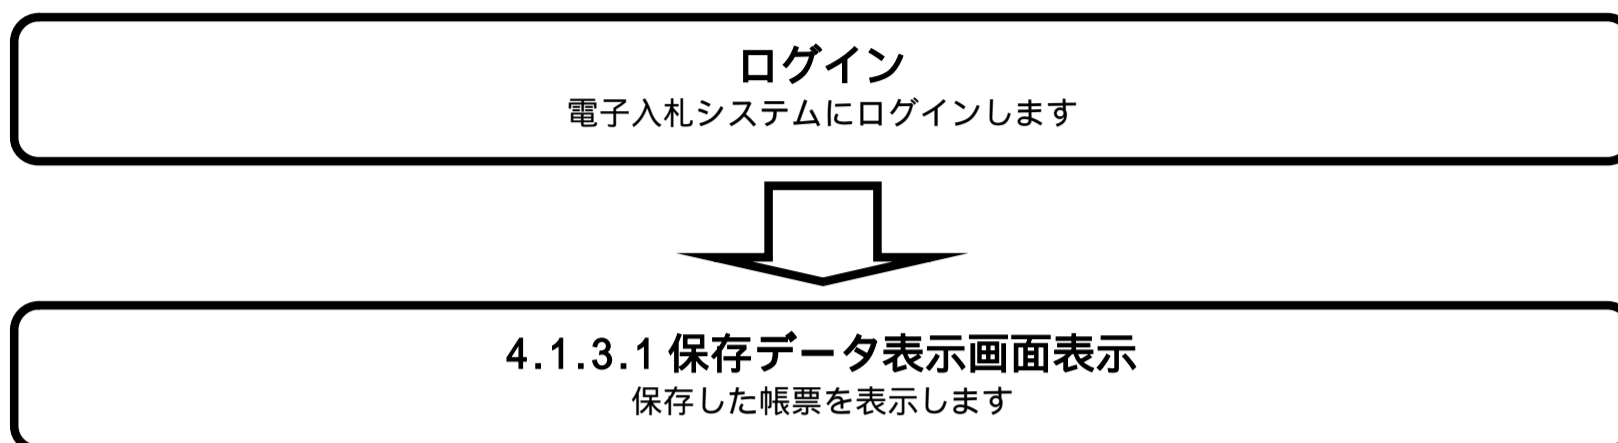 ログイン
電子入札システムにログインします
4.1.3.1保存データ表示画面表示
保存した帳票を表示します